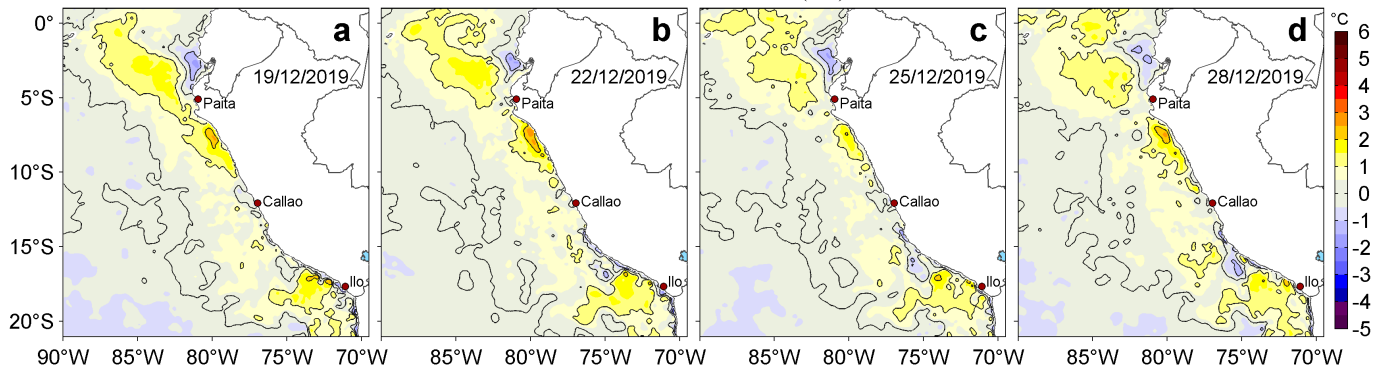 a
b
c
d
°C
0°
5°S
10°S
15°S
20°S
19/12/2019
22/12/2019
25/12/2019
28/12/2019
Paita
Paita
Paita
Paita
Callao
Callao
Callao
Callao
Ilo
Ilo
Ilo
Ilo
90°W 85°W 80°W 75°W 70°W
85°W 80°W 75°W 70°W
85°W 80°W 75°W 70°W
85°W 80°W 75°W 70°W
6
5
4
3
2
1
0
-1
-2
-3
-4
-5